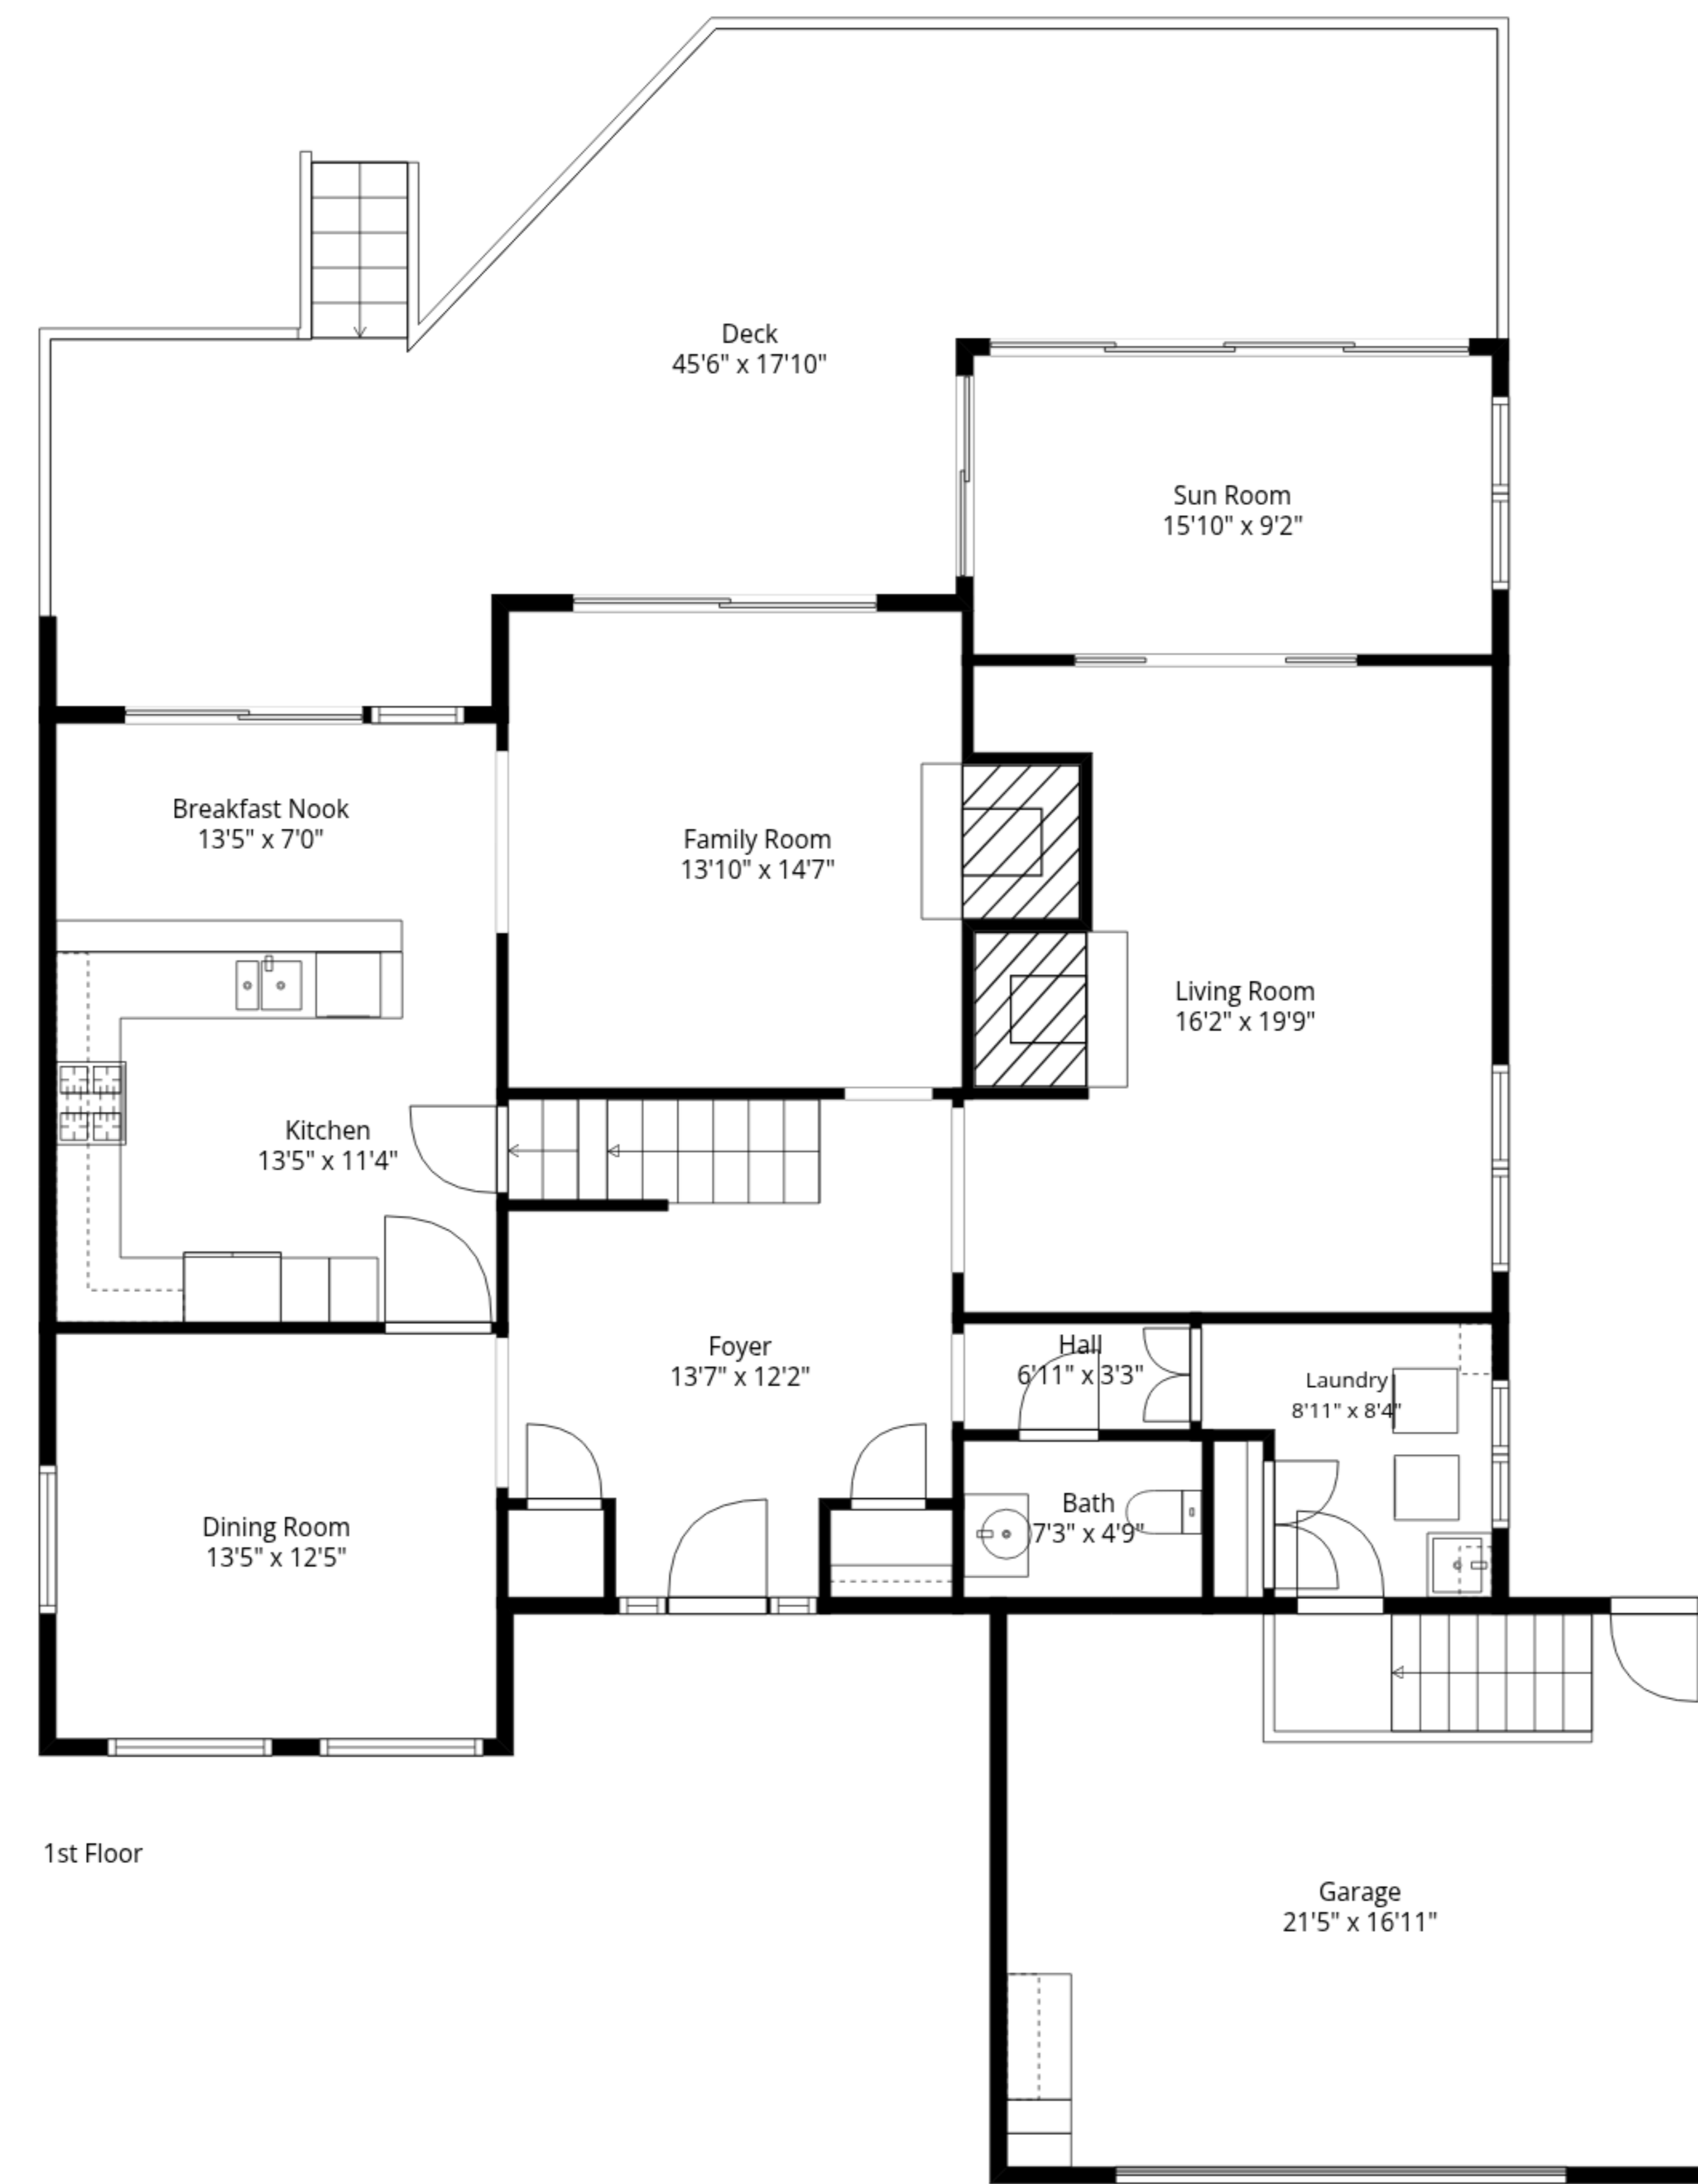 Deck
45'6" x 17'10"
Sun Room
15'10" x 9'2"
Breakfast Nook
13'5" x 7'0"
Family Room
13'10" x 14'7"
Living Room
16'2" x 19'9"
Kitchen
13'5" x 11'4"
Foyer
13'7" x 12'2"
Hall
6'11" x 3'3"
Laundry
8'11" x 8'4"
Bath
7'3" x 4'9"
Dining Room
13'5" x 12'5"
1st Floor
Garage
21'5" x 16'11"